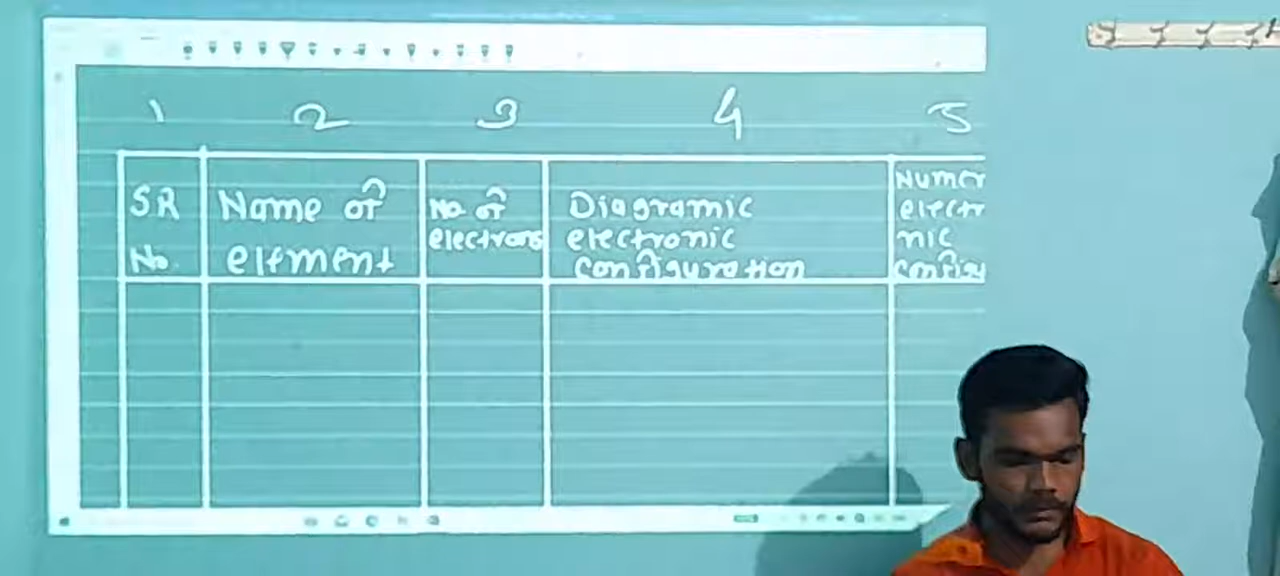 1 2 3 4 5
SR No.
Name of element
No. of electrons
Diagramic electronic configuration
Numer electr nic configu